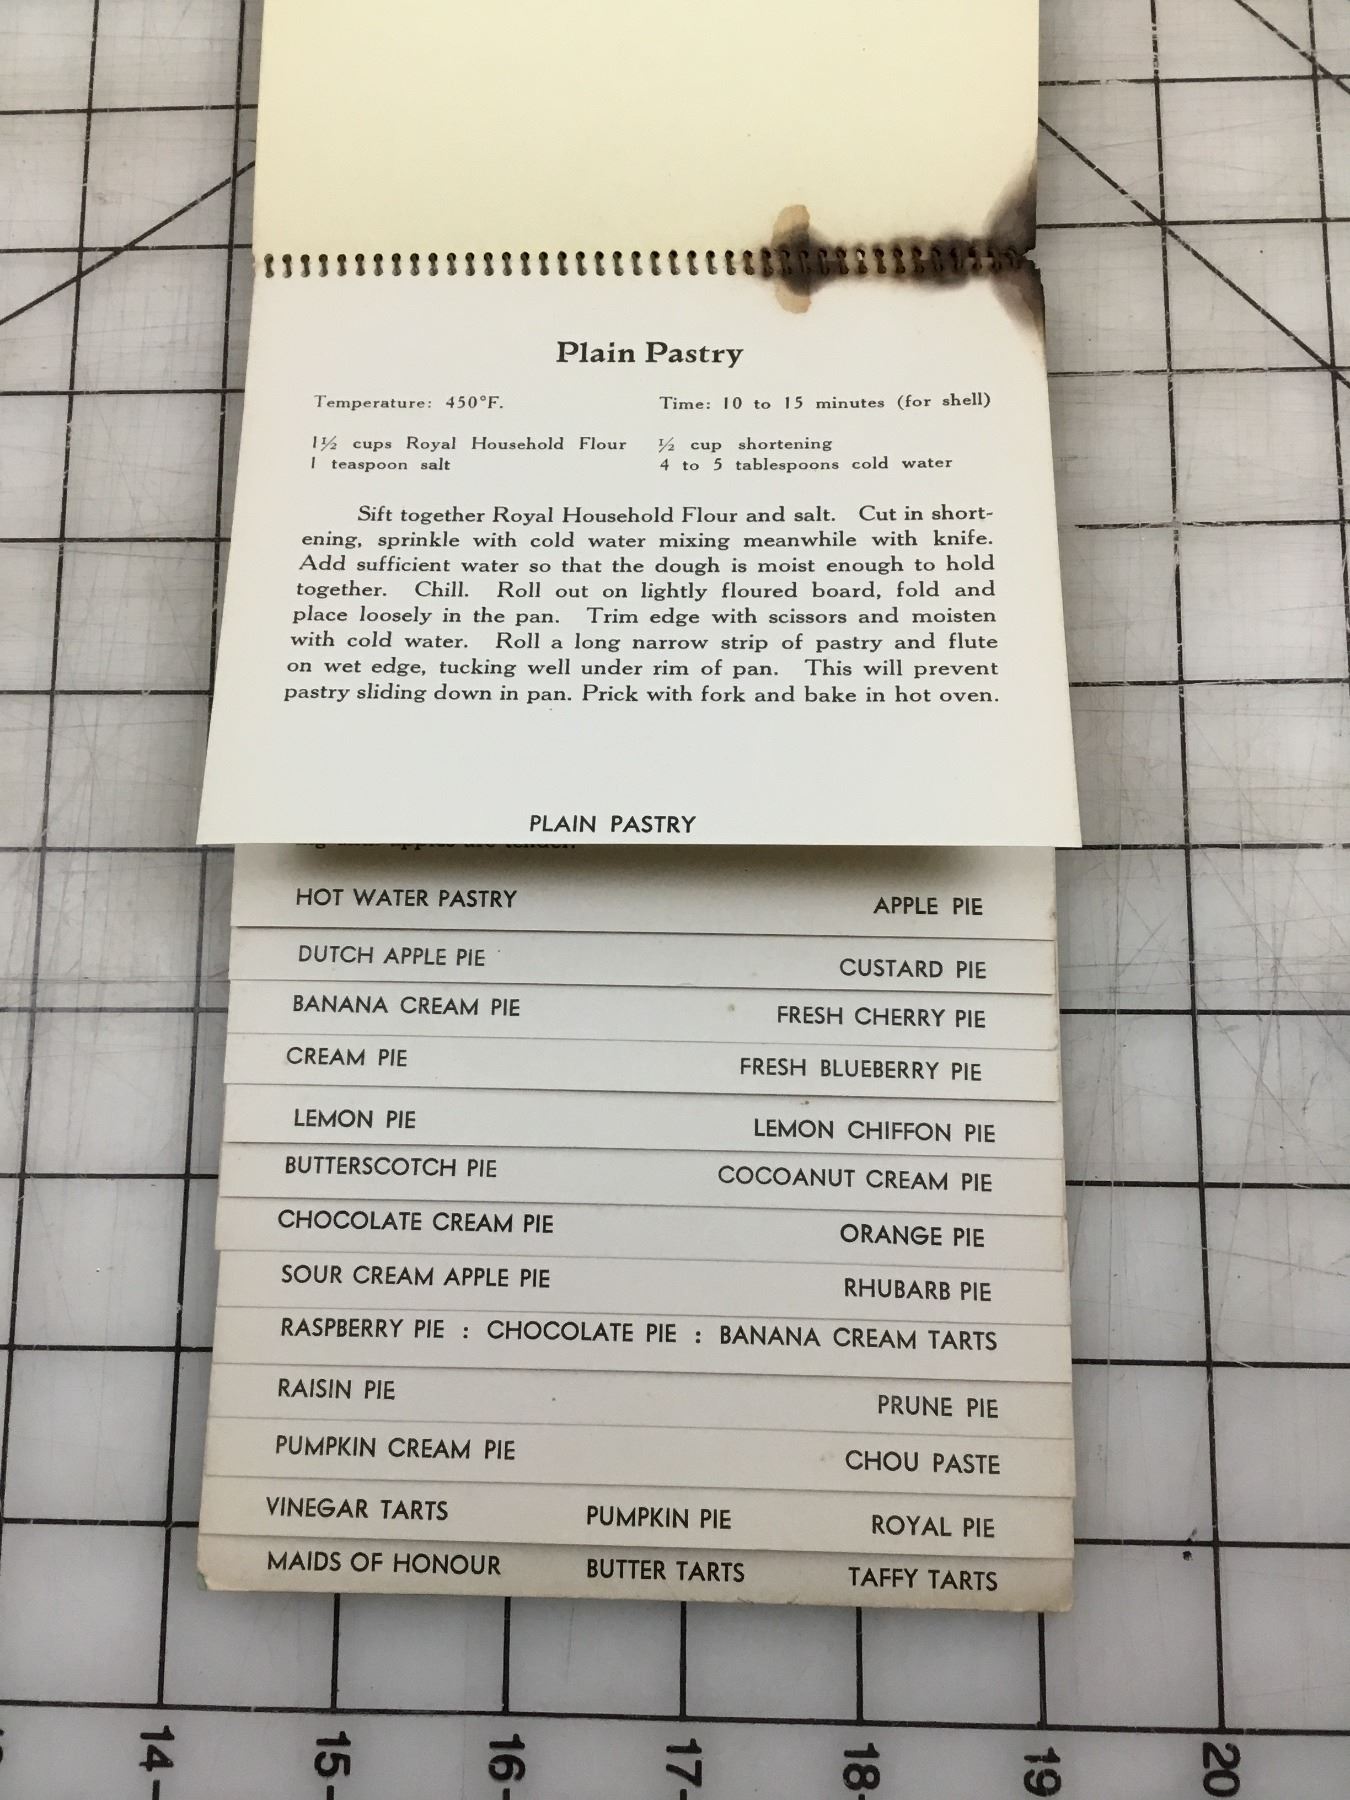 Plain Pastry
Temperature: 450°F. Time: 10 to 15 minutes (for shell)
1½ cups Royal Household Flour ½ cup shortening
1 teaspoon salt 4 to 5 tablespoons cold water
Sift together Royal Household Flour and salt. Cut in short-
ening, sprinkle with cold water mixing meanwhile with knife.
Add sufficient water so that the dough is moist enough to hold
together. Chill. Roll out on lightly floured board, fold and
place loosely in the pan. Trim edge with scissors and moisten
with cold water. Roll a long narrow strip of pastry and flute
on wet edge, tucking well under rim of pan. This will prevent
pastry sliding down in pan. Prick with fork and bake in hot oven.
PLAIN PASTRY
apples are tender.
HOT WATER PASTRY APPLE PIE
DUTCH APPLE PIE CUSTARD PIE
BANANA CREAM PIE FRESH CHERRY PIE
CREAM PIE FRESH BLUEBERRY PIE
LEMON PIE LEMON CHIFFON PIE
BUTTERSCOTCH PIE COCOANUT CREAM PIE
CHOCOLATE CREAM PIE ORANGE PIE
SOUR CREAM APPLE PIE RHUBARB PIE
RASPBERRY PIE : CHOCOLATE PIE : BANANA CREAM TARTS
RAISIN PIE PRUNE PIE
PUMPKIN CREAM PIE CHOU PASTE
VINEGAR TARTS PUMPKIN PIE ROYAL PIE
MAIDS OF HONOUR BUTTER TARTS TAFFY TARTS
14 15 16 17 18 19 20